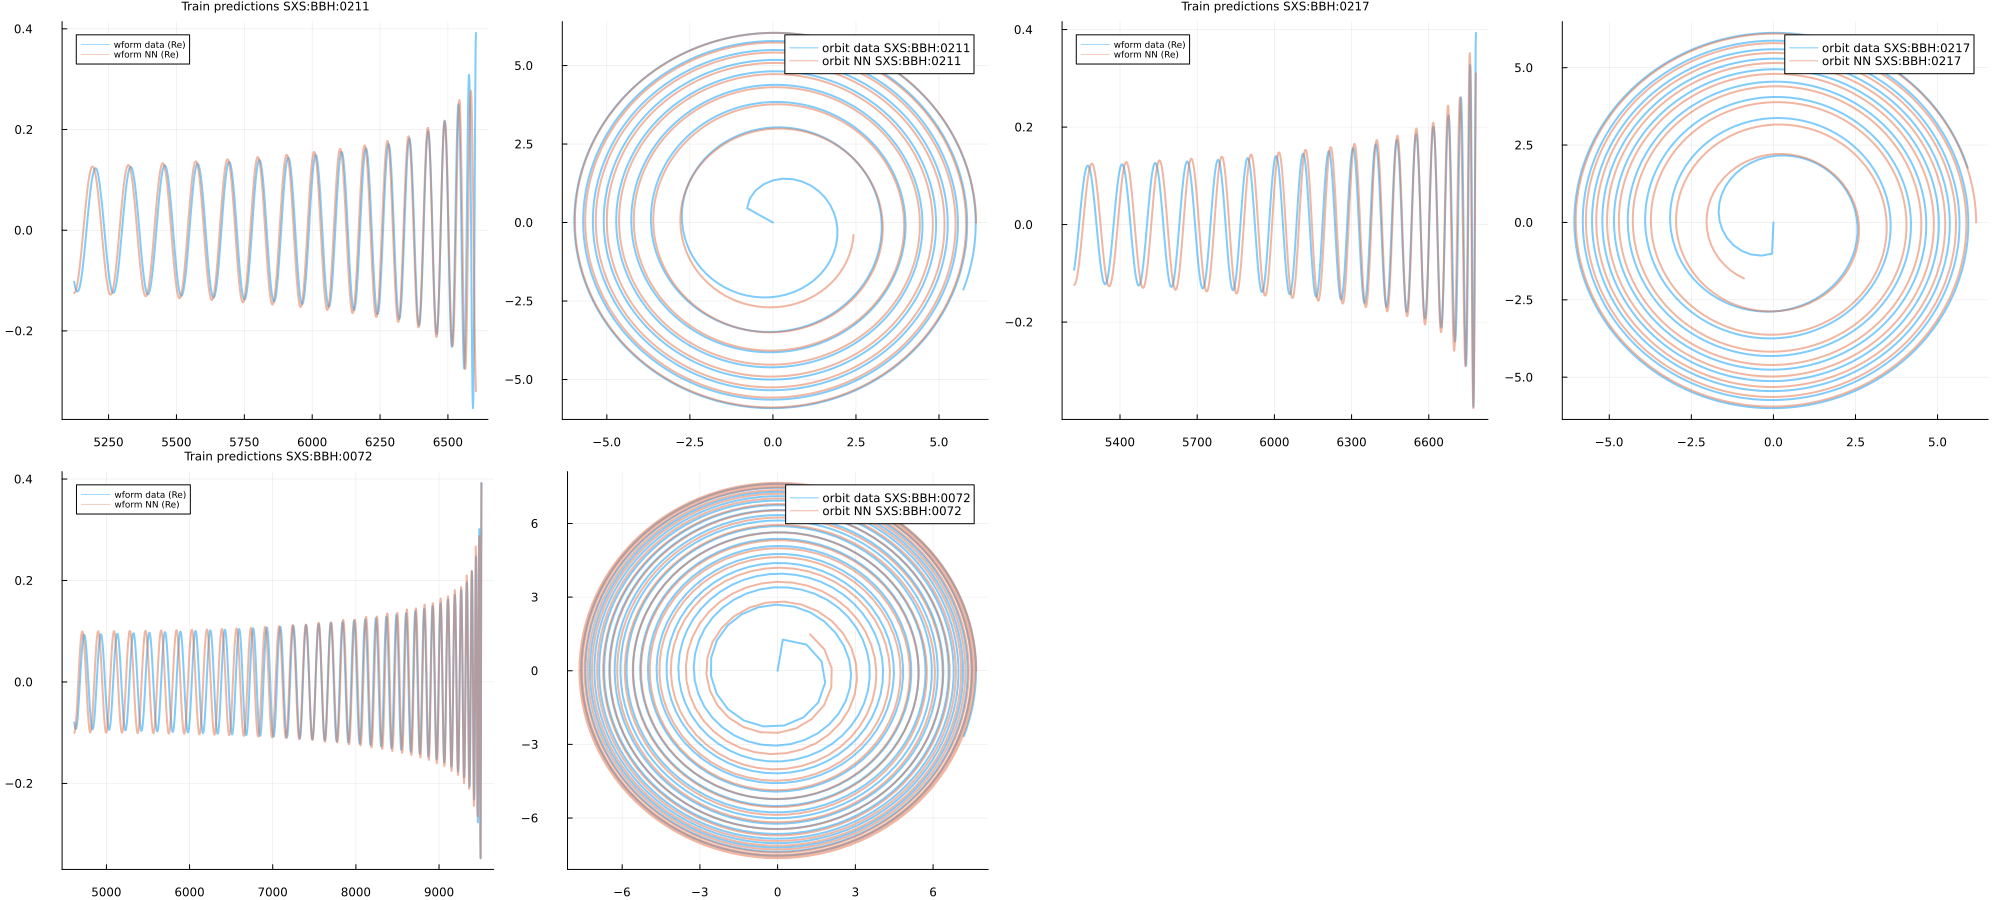 Train predictions SXS:BBH:0211
0.4
0.2
0.0
−0.2
5250 5500 5750 6000 6250 6500
wform data (Re)
wform NN (Re)
5.0
2.5
0.0
−2.5
−5.0
−5.0 −2.5 0.0 2.5 5.0
orbit data SXS:BBH:0211
orbit NN SXS:BBH:0211
Train predictions SXS:BBH:0217
0.4
0.2
0.0
−0.2
5400 5700 6000 6300 6600
wform data (Re)
wform NN (Re)
5.0
2.5
0.0
−2.5
−5.0
−5.0 −2.5 0.0 2.5 5.0
orbit data SXS:BBH:0217
orbit NN SXS:BBH:0217
Train predictions SXS:BBH:0072
0.4
0.2
0.0
−0.2
5000 6000 7000 8000 9000
wform data (Re)
wform NN (Re)
6
3
0
−3
−6
−6 −3 0 3 6
orbit data SXS:BBH:0072
orbit NN SXS:BBH:0072